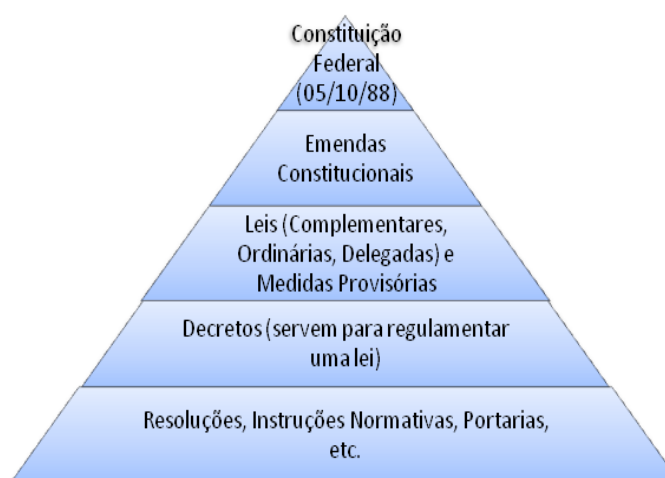 Constituição
Federal
(05/10/88)
Emendas
Constitucionais
Leis (Complementares,
Ordinárias, Delegadas) e
Medidas Provisórias
Decretos (servem para regulamentar
uma lei)
Resoluções, Instruções Normativas, Portarias,
etc.